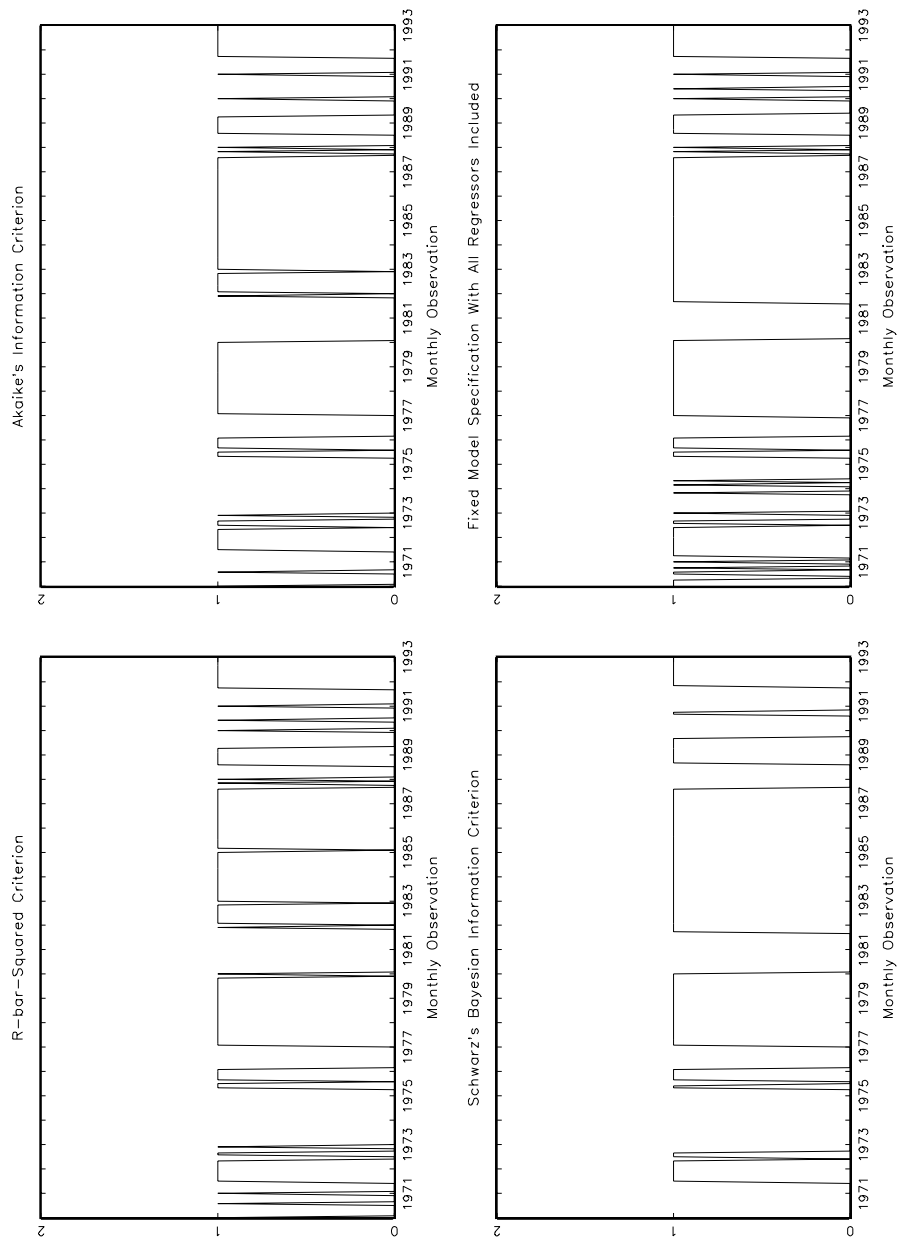 R-bar-Squared Criterion
2
1
0
1971 1973 1975 1977 1979 1981 1983 1985 1987 1989 1991 1993
Monthly Observation
Akaike's Information Criterion
2
1
0
1971 1973 1975 1977 1979 1981 1983 1985 1987 1989 1991 1993
Monthly Observation
Schwarz's Bayesian Information Criterion
2
1
0
1971 1973 1975 1977 1979 1981 1983 1985 1987 1989 1991 1993
Monthly Observation
Fixed Model Specification With All Regressors Included
2
1
0
1971 1973 1975 1977 1979 1981 1983 1985 1987 1989 1991 1993
Monthly Observation